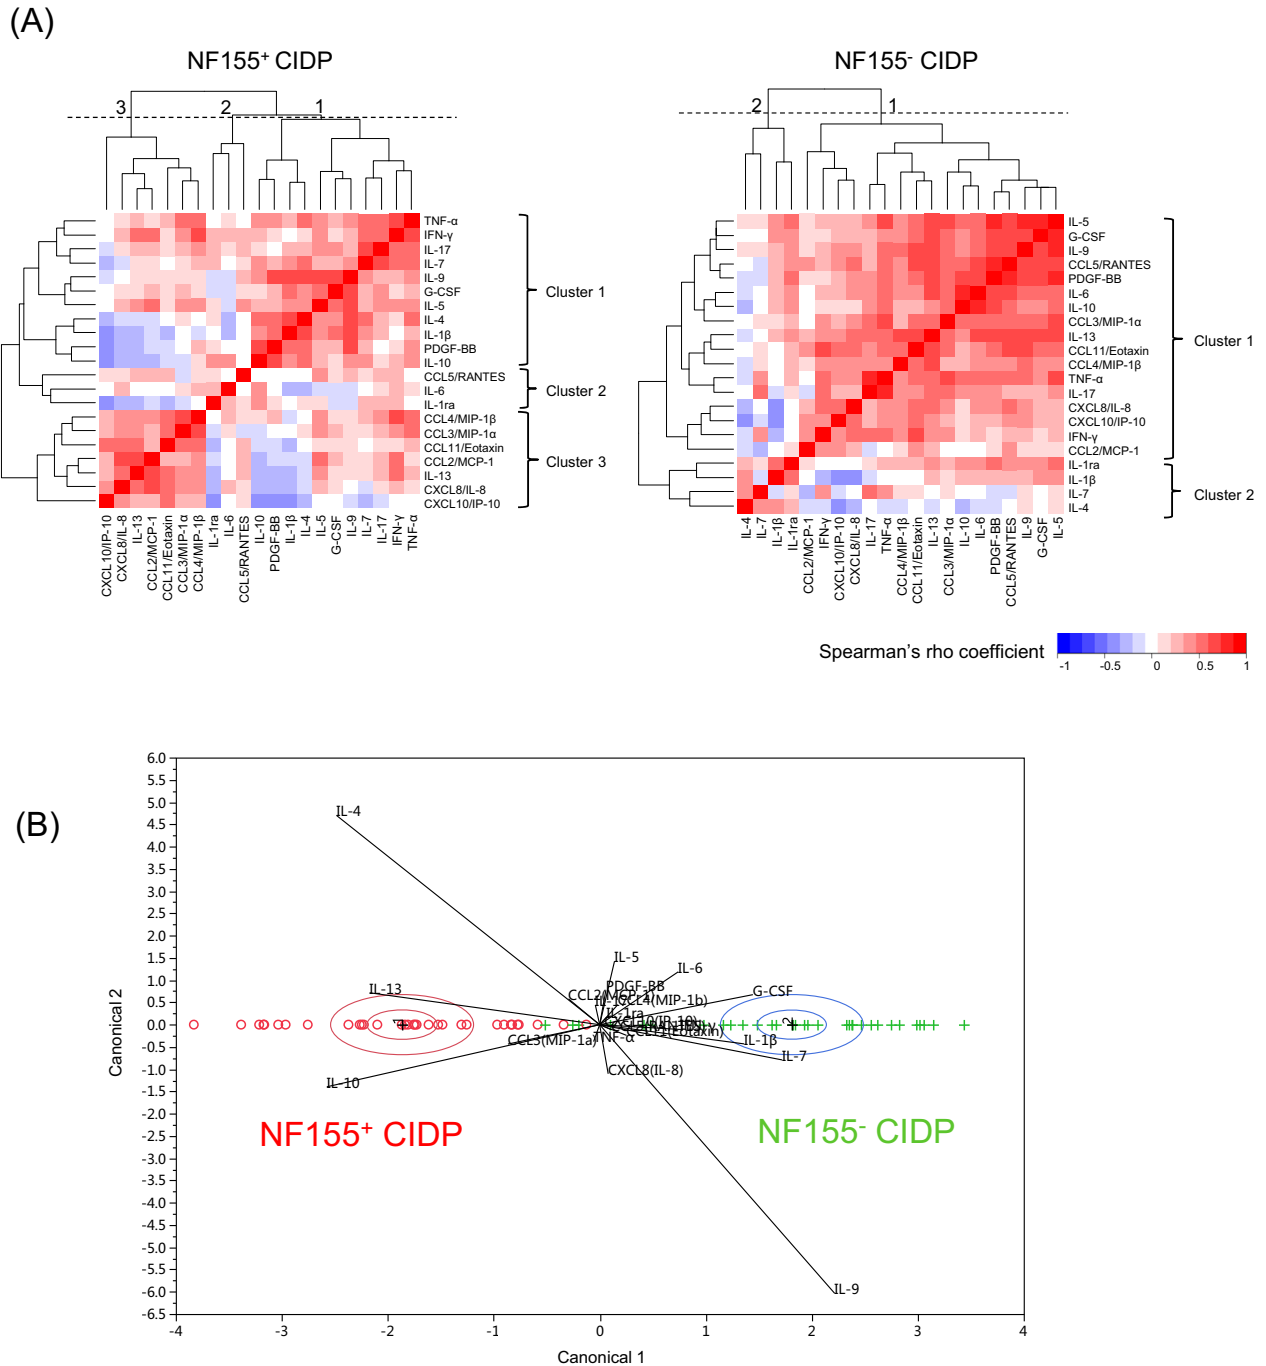 (A)
NF155⁺ CIDP
NF155⁻ CIDP
3
2
1
2
1
TNF-α
IFN-γ
IL-17
IL-7
IL-9
G-CSF
IL-5
IL-4
IL-1β
PDGF-BB
IL-10
CCL5/RANTES
IL-6
IL-1ra
CCL4/MIP-1β
CCL3/MIP-1α
CCL11/Eotaxin
CCL2/MCP-1
IL-13
CXCL8/IL-8
CXCL10/IP-10
Cluster 1
Cluster 2
Cluster 3
CXCL10/IP-10
CXCL8/IL-8
IL-13
CCL2/MCP-1
CCL11/Eotaxin
CCL3/MIP-1α
CCL4/MIP-1β
IL-1ra
IL-6
CCL5/RANTES
IL-10
PDGF-BB
IL-1β
IL-4
IL-5
G-CSF
IL-9
IL-7
IL-17
IFN-γ
TNF-α
IL-5
G-CSF
IL-9
CCL5/RANTES
PDGF-BB
IL-6
IL-10
CCL3/MIP-1α
IL-13
CCL11/Eotaxin
CCL4/MIP-1β
TNF-α
IL-17
CXCL8/IL-8
CXCL10/IP-10
IFN-γ
CCL2/MCP-1
IL-1ra
IL-1β
IL-7
IL-4
Cluster 1
Cluster 2
IL-4
IL-7
IL-1β
IL-1ra
CCL2/MCP-1
IFN-γ
CXCL10/IP-10
CXCL8/IL-8
IL-17
TNF-α
CCL4/MIP-1β
CCL11/Eotaxin
IL-13
CCL3/MIP-1α
IL-10
IL-6
PDGF-BB
CCL5/RANTES
IL-9
G-CSF
IL-5
Spearman's rho coefficient
-1 -0.5 0 0.5 1
(B)
6.0
5.5
5.0
4.5
4.0
3.5
3.0
2.5
2.0
1.5
1.0
0.5
0.0
-0.5
-1.0
-1.5
-2.0
-2.5
-3.0
-3.5
-4.0
-4.5
-5.0
-5.5
-6.0
-6.5
Canonical 2
IL-4
IL-5
IL-6
IL-13
PDGF-BB
G-CSF
CCL2(MCP-1)
CCL4(MIP-1b)
IL-1ra
1
2
(Eotaxin)
CCL3(MIP-1a)
TNF-α
IL-1β
IL-7
CXCL8(IL-8)
IL-10
NF155⁺ CIDP
NF155⁻ CIDP
IL-9
-4 -3 -2 -1 0 1 2 3 4
Canonical 1